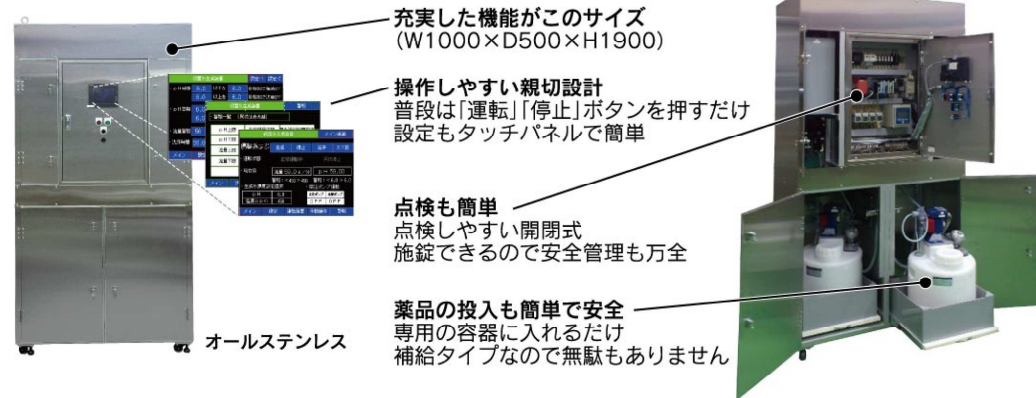 充実した機能がこのサイズ
(W1000×D500×H1900)
操作しやすい親切設計
普段は「運転」「停止」ボタンを押すだけ
設定もタッチパネルで簡単
点検も簡単
点検しやすい開閉式
施錠できるので安全管理も万全
薬品の投入も簡単で安全
専用の容器に入れるだけ
補給タイプなので無駄もありません
オールステンレス